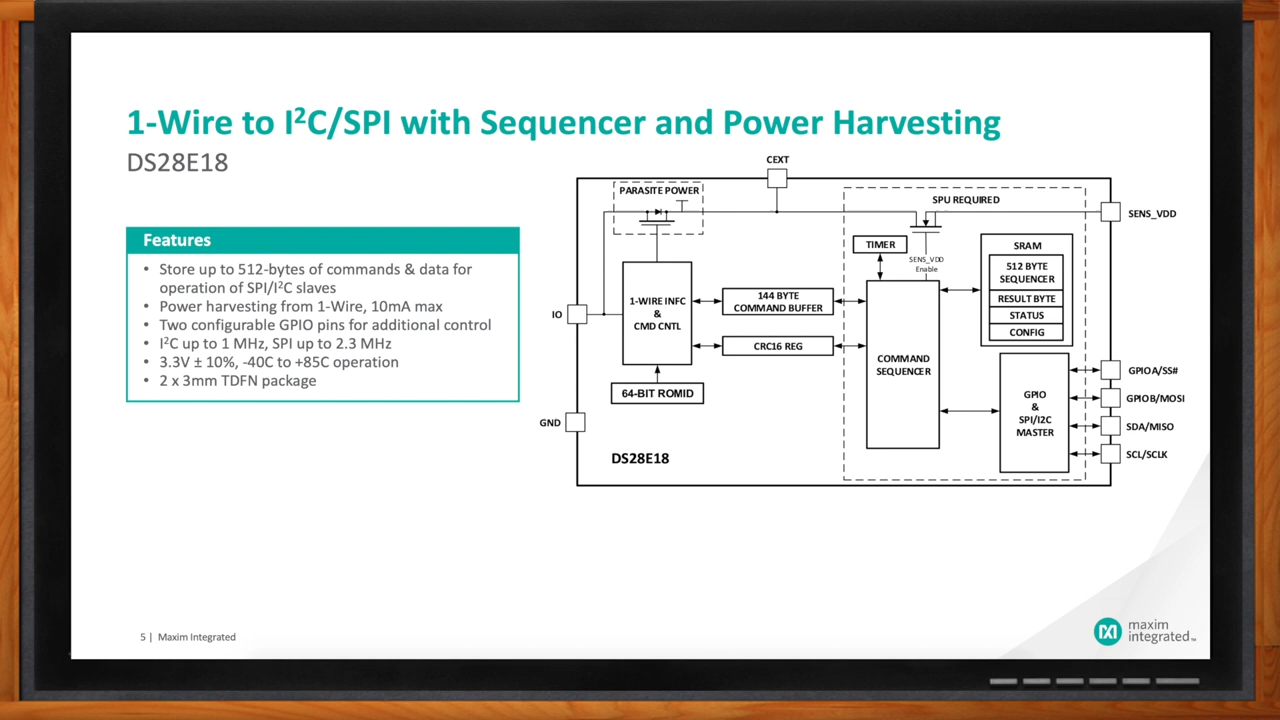 1-Wire to I²C/SPI with Sequencer and Power Harvesting
DS28E18
Features
• Store up to 512-bytes of commands & data for
operation of SPI/I²C slaves
• Power harvesting from 1-Wire, 10mA max
• Two configurable GPIO pins for additional control
• I²C up to 1 MHz, SPI up to 2.3 MHz
• 3.3V ± 10%, -40C to +85C operation
• 2 x 3mm TDFN package
CEXT
PARASITE POWER
SPU REQUIRED
SENS_VDD
TIMER
SENS_VDD
Enable
SRAM
512 BYTE
SEQUENCER
RESULT BYTE
STATUS
CONFIG
IO
1-WIRE INFC
&
CMD CNTL
144 BYTE
COMMAND BUFFER
CRC16 REG
COMMAND
SEQUENCER
64-BIT ROMID
GPIO
&
SPI/I2C
MASTER
GPIOA/SS#
GPIOB/MOSI
SDA/MISO
SCL/SCLK
GND
DS28E18
5 | Maxim Integrated
maxim
integrated™